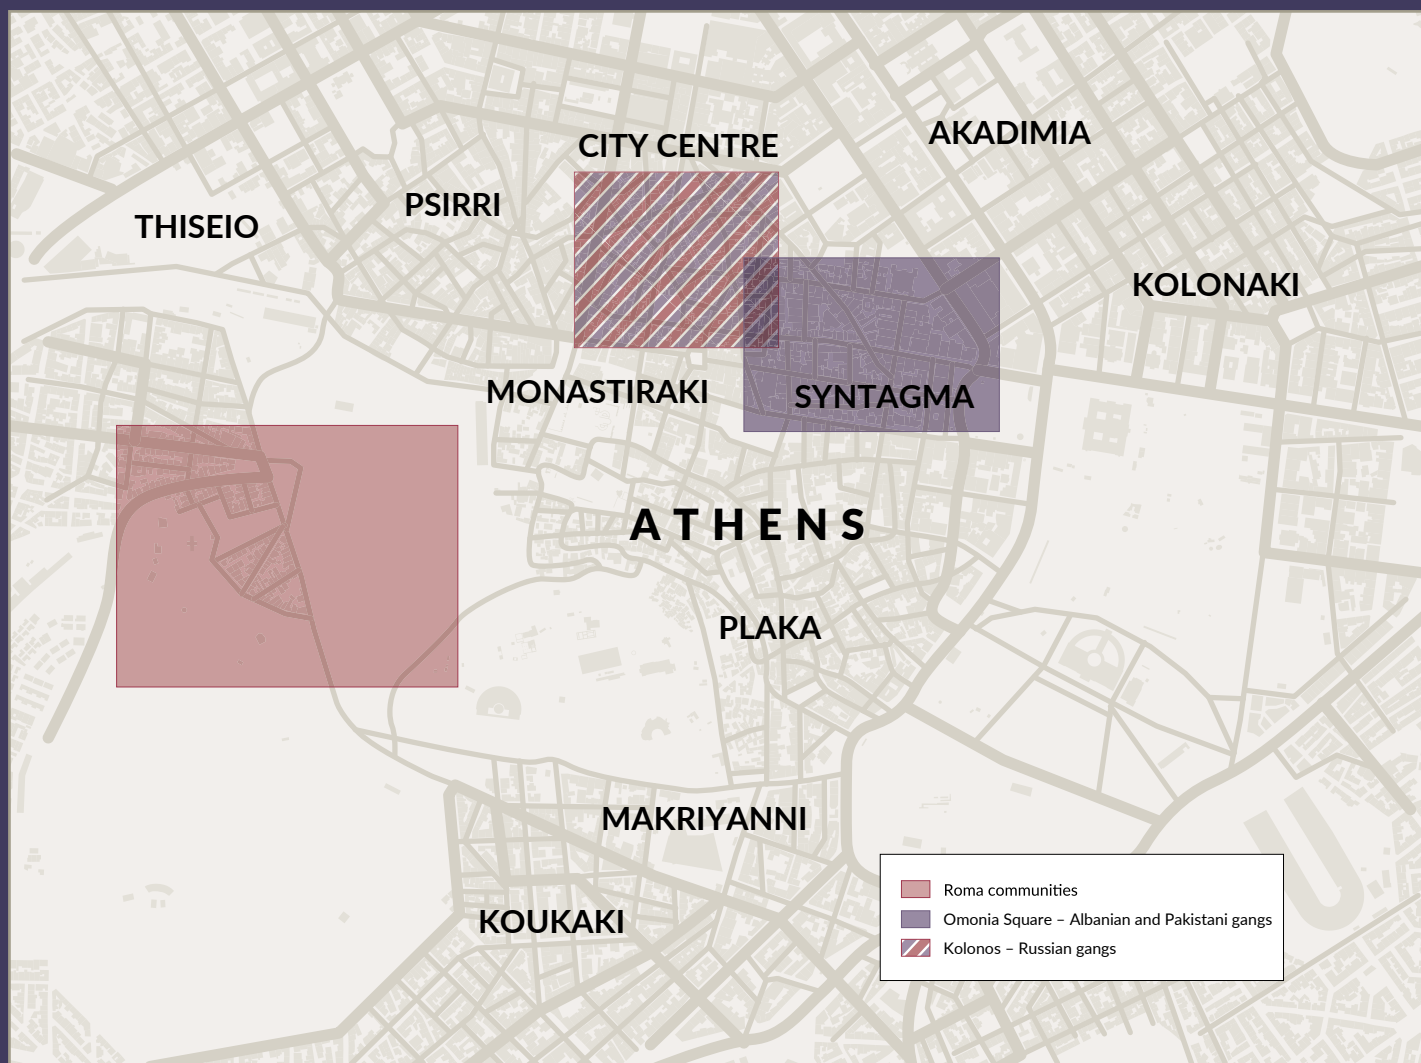 AKADIMIA
CITY CENTRE
PSIRRI
THISEIO
KOLONAKI
MONASTIRAKI
SYNTAGMA
ATHENS
PLAKA
MAKRIYANNI
KOUKAKI
Roma communities
Omonia Square – Albanian and Pakistani gangs
Kolonos – Russian gangs